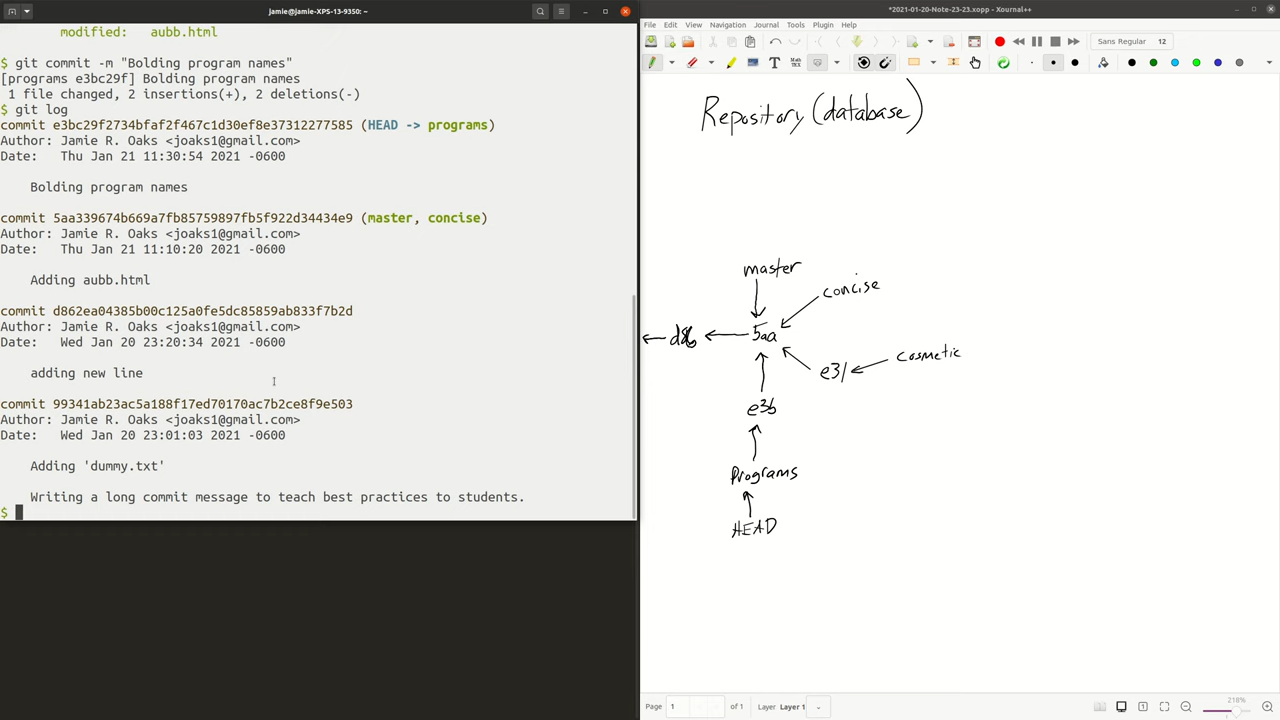 jamie@jamie-XPS-13-9350: ~
modified: aubb.html
$ git commit -m "Bolding program names"
[programs e3bc29f] Bolding program names
1 file changed, 2 insertions(+), 2 deletions(-)
$ git log
commit e3bc29f2734bfaf2f467c1d30ef8e37312277585 (HEAD -> programs)
Author: Jamie R. Oaks <joaks1@gmail.com>
Date: Thu Jan 21 11:30:54 2021 -0600
Bolding program names
commit 5aa339674b669a7fb85759897fb5f922d34434e9 (master, concise)
Author: Jamie R. Oaks <joaks1@gmail.com>
Date: Thu Jan 21 11:10:20 2021 -0600
Adding aubb.html
commit d862ea04385b00c125a0fe5dc85859ab833f7b2d
Author: Jamie R. Oaks <joaks1@gmail.com>
Date: Wed Jan 20 23:20:34 2021 -0600
adding new line
commit 99341ab23ac5a188f17ed70170ac7b2ce8f9e503
Author: Jamie R. Oaks <joaks1@gmail.com>
Date: Wed Jan 20 23:01:03 2021 -0600
Adding 'dummy.txt'
Writing a long commit message to teach best practices to students.
$
*2021-01-20-Note-23-23.xopp - Xournal++
File Edit View Navigation Journal Tools Plugin Help
Sans Regular 12
Repository (database)
master
concise
5aa
cosmetic
e31
e3b
Programs
HEAD
Page 1 of 1 Layer Layer 1
218%